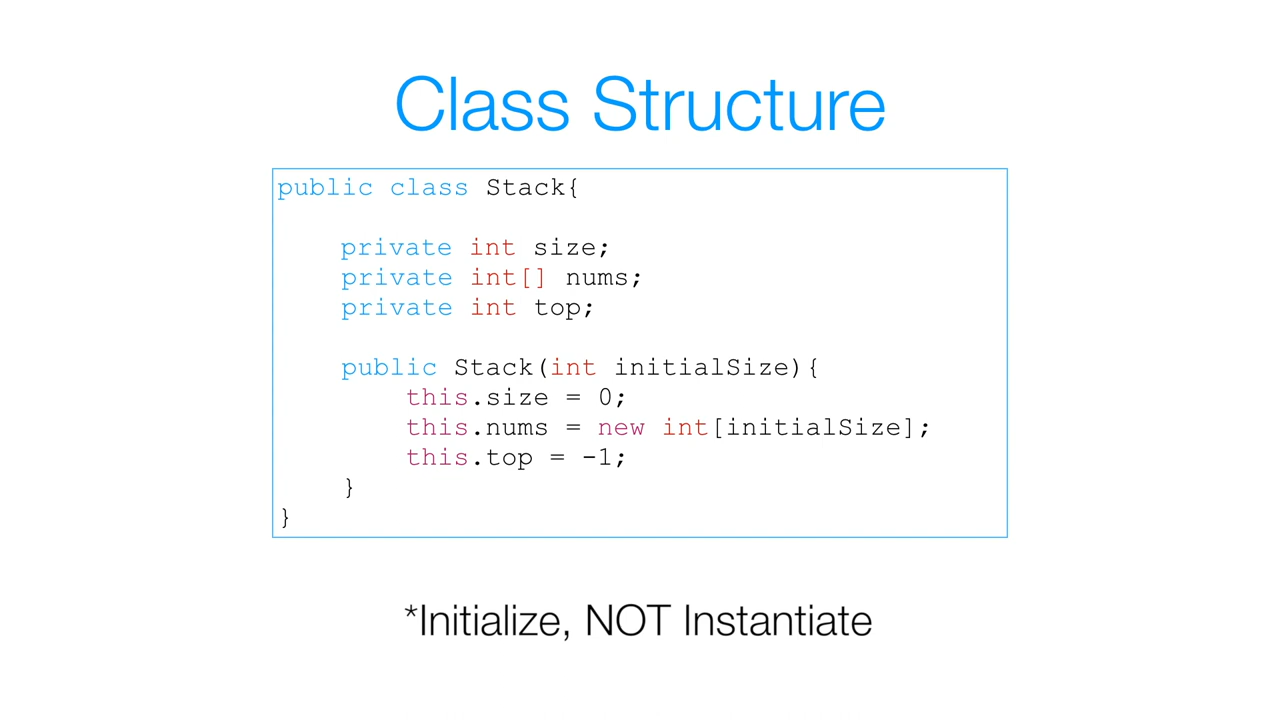 Class Structure
public class Stack{
private int size;
private int[] nums;
private int top;
public Stack(int initialSize){
this.size = 0;
this.nums = new int[initialSize];
this.top = -1;
}
}
*Initialize, NOT Instantiate